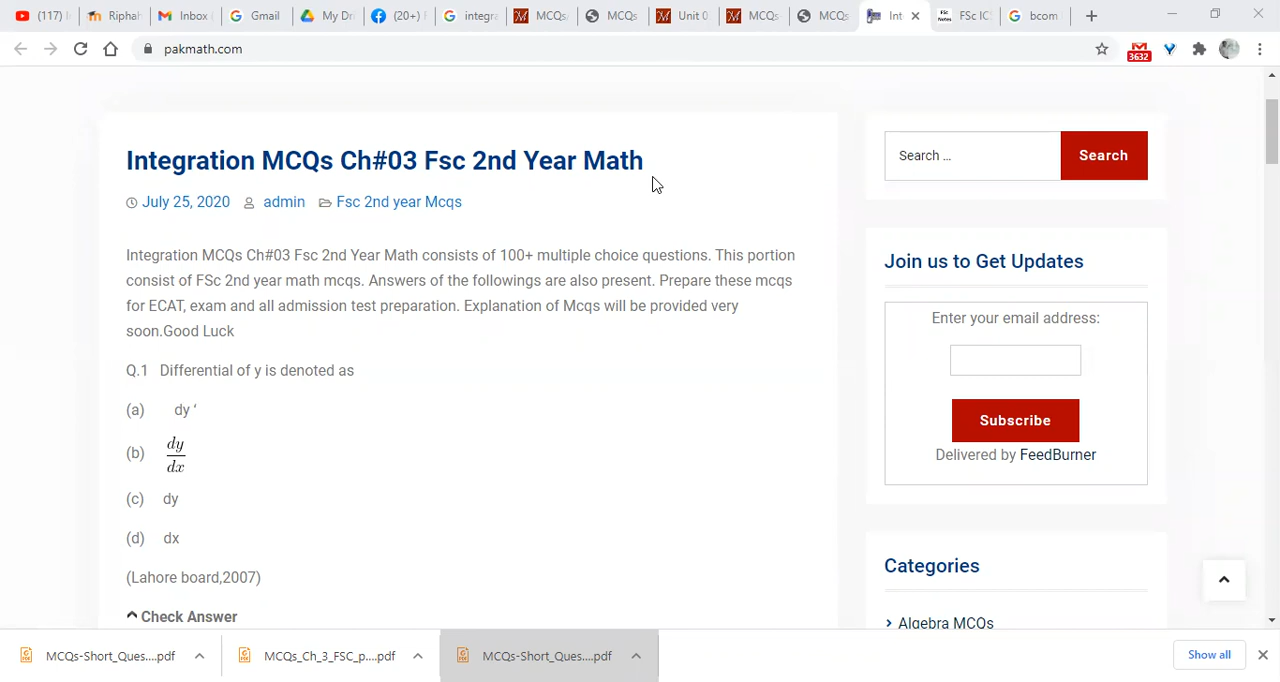 (117) I
Riphah
Inbox (
Gmail
My Dri
(20+) F
integra
MCQs/
MCQs
Unit 0
MCQs
MCQs
Int
FSc Notes
FSc IC
bcom
pakmath.com
3632
Integration MCQs Ch#03 Fsc 2nd Year Math
July 25, 2020 admin Fsc 2nd year Mcqs
Integration MCQs Ch#03 Fsc 2nd Year Math consists of 100+ multiple choice questions. This portion
consist of FSc 2nd year math mcqs. Answers of the followings are also present. Prepare these mcqs
for ECAT, exam and all admission test preparation. Explanation of Mcqs will be provided very
soon.Good Luck
Q.1 Differential of y is denoted as
(a) dy ‘
(b) dy/dx
(c) dy
(d) dx
(Lahore board,2007)
Check Answer
Search …
Search
Join us to Get Updates
Enter your email address:
Subscribe
Delivered by FeedBurner
Categories
Algebra MCQs
MCQs-Short_Ques....pdf
MCQs_Ch_3_FSC_p....pdf
MCQs-Short_Ques....pdf
Show all